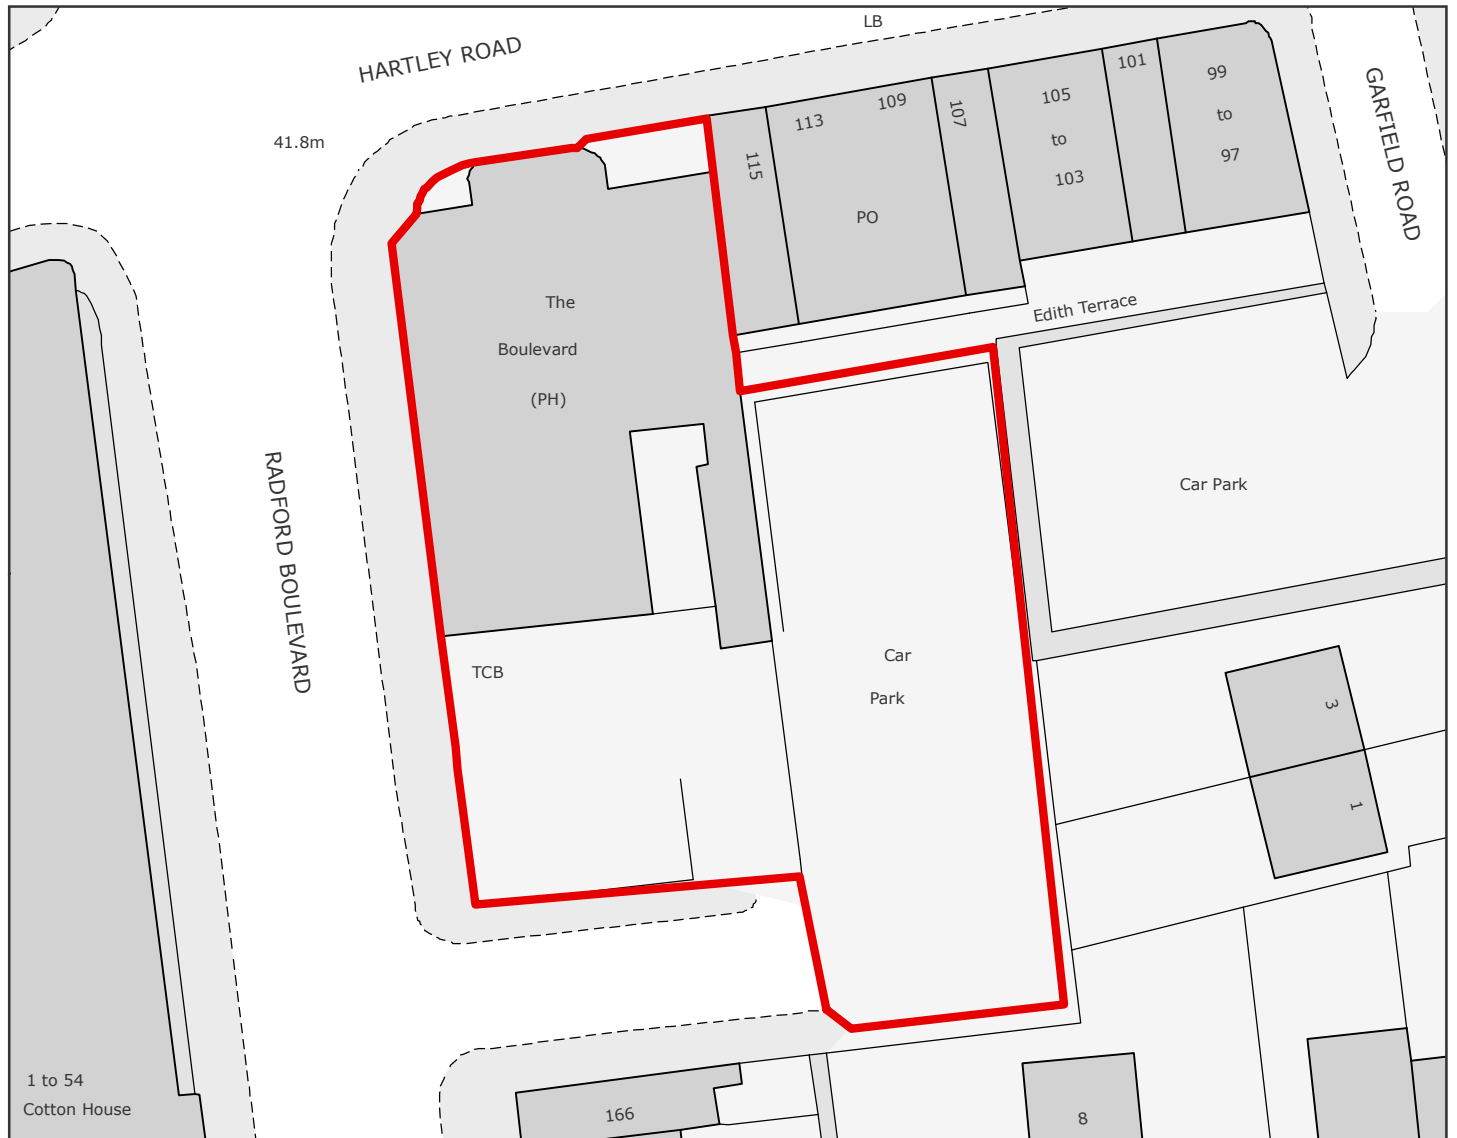 LB
HARTLEY ROAD
41.8m
115
113
109
107
105
to
103
101
99
to
97
GARFIELD ROAD
PO
The
Boulevard
(PH)
Edith Terrace
Car Park
RADFORD BOULEVARD
TCB
Car
Park
3
1
1 to 54
Cotton House
166
8